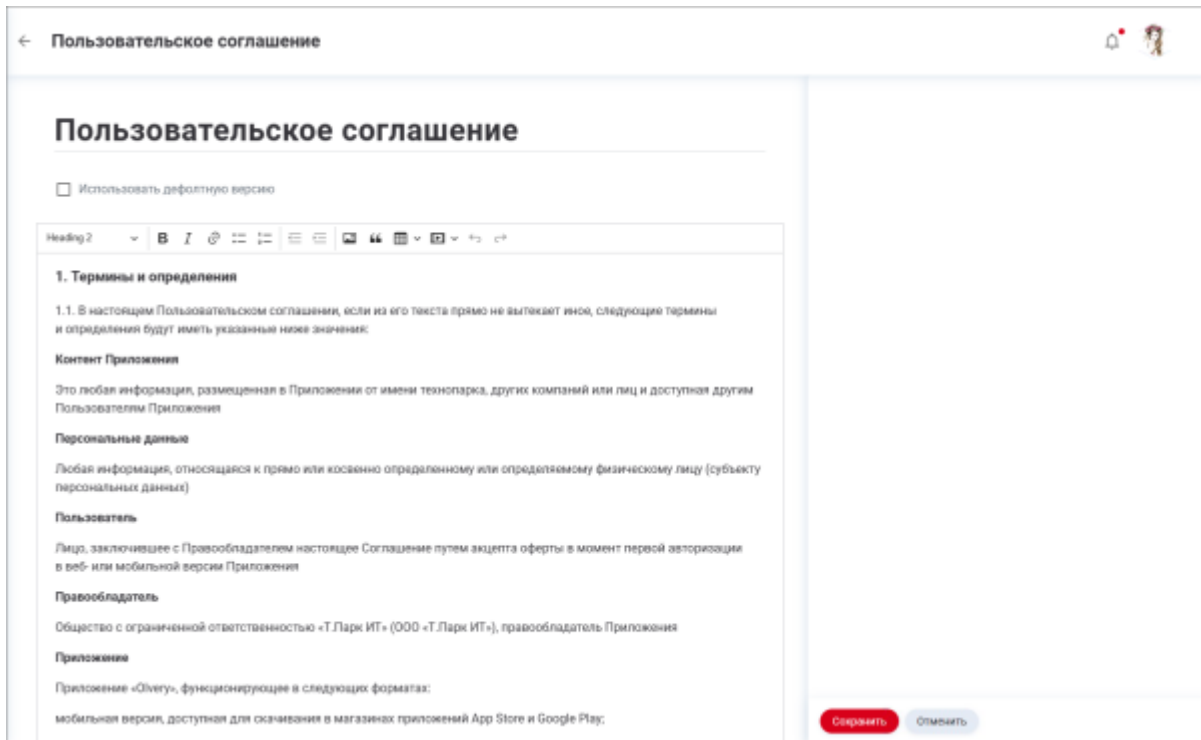 Пользовательское соглашение
Пользовательское соглашение
Использовать дефолтную версию
Heading 2
1. Термины и определения
1.1. В настоящем Пользовательском соглашении, если из его текста прямо не вытекает иное, следующие термины
и определения будут иметь указанные ниже значения:
Контент Приложения
Это любая информация, размещенная в Приложении от имени технопарка, других компаний или лиц и доступная другим
Пользователям Приложения
Персональные данные
Любая информация, относящаяся к прямо или косвенно определенному или определяемому физическому лицу (субъекту
персональных данных)
Пользователь
Лицо, заключившее с Правообладателем настоящее Соглашение путем акцепта оферты в момент первой авторизации
в веб- или мобильной версии Приложения
Правообладатель
Общество с ограниченной ответственностью «Т.Парк ИТ» (ООО «Т.Парк ИТ»), правообладатель Приложения
Приложение
Приложение «Olvery», функционирующее в следующих форматах:
мобильная версия, доступная для скачивания в магазинах приложений App Store и Google Play;
Сохранить
Отменить